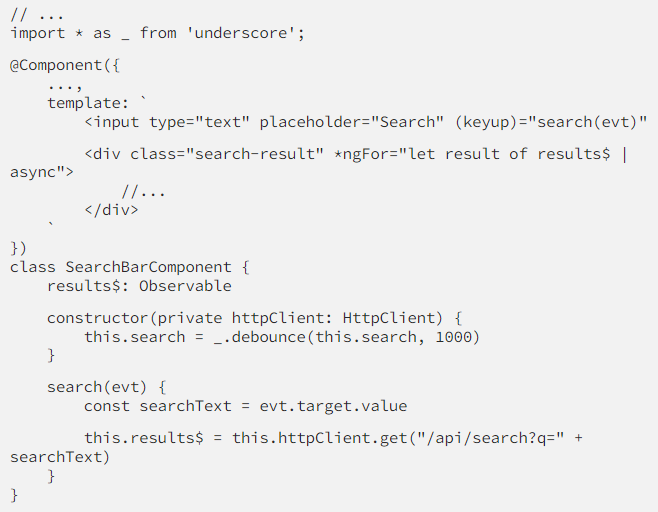 // ...
import * as _ from 'underscore';
@Component({
    ...,
    template: `
        <input type="text" placeholder="Search" (keyup)="search(evt)"
        <div class="search-result" *ngFor="let result of results$ |
async">
            //...
        </div>
    `
})
class SearchBarComponent {
    results$: Observable
    constructor(private httpClient: HttpClient) {
        this.search = _.debounce(this.search, 1000)
    }
    search(evt) {
        const searchText = evt.target.value
        this.results$ = this.httpClient.get("/api/search?q=" +
searchText)
    }
}